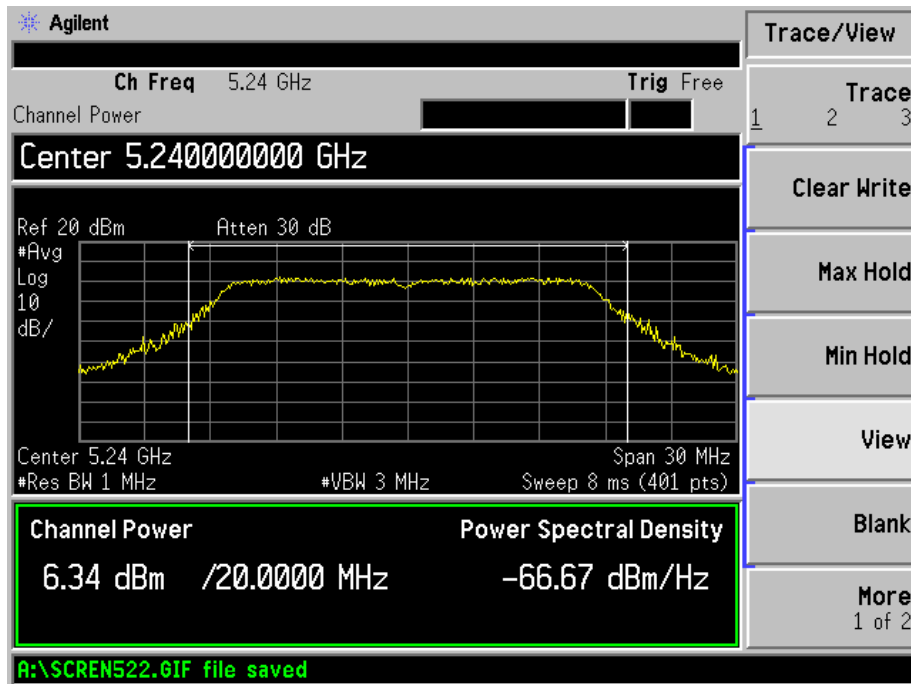 Agilent
Trace/View
Ch Freq 5.24 GHz Trig Free
Channel Power
Trace
1 2 3
Center 5.240000000 GHz
Clear Write
Ref 20 dBm Atten 30 dB
#Avg
Log
10
dB/
Max Hold
Min Hold
View
Center 5.24 GHz Span 30 MHz
#Res BW 1 MHz #VBW 3 MHz Sweep 8 ms (401 pts)
Channel Power Power Spectral Density
6.34 dBm /20.0000 MHz -66.67 dBm/Hz
Blank
More
1 of 2
A:\SCREN522.GIF file saved